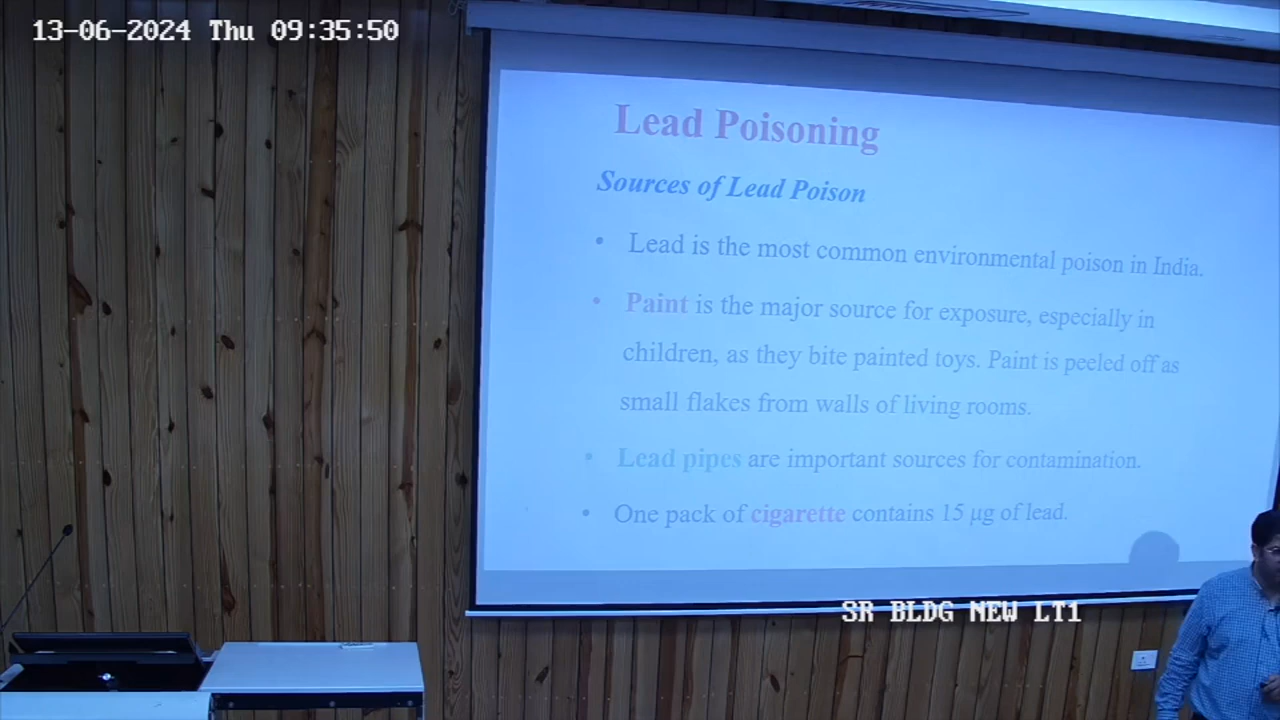 13-06-2024 Thu 09:35:50
Lead Poisoning
Sources of Lead Poison
• Lead is the most common environmental poison in India.
• Paint is the major source for exposure, especially in
children, as they bite painted toys. Paint is peeled off as
small flakes from walls of living rooms.
• Lead pipes are important sources for contamination.
• One pack of cigarette contains 15 µg of lead.
SR BLDG NEW LT1